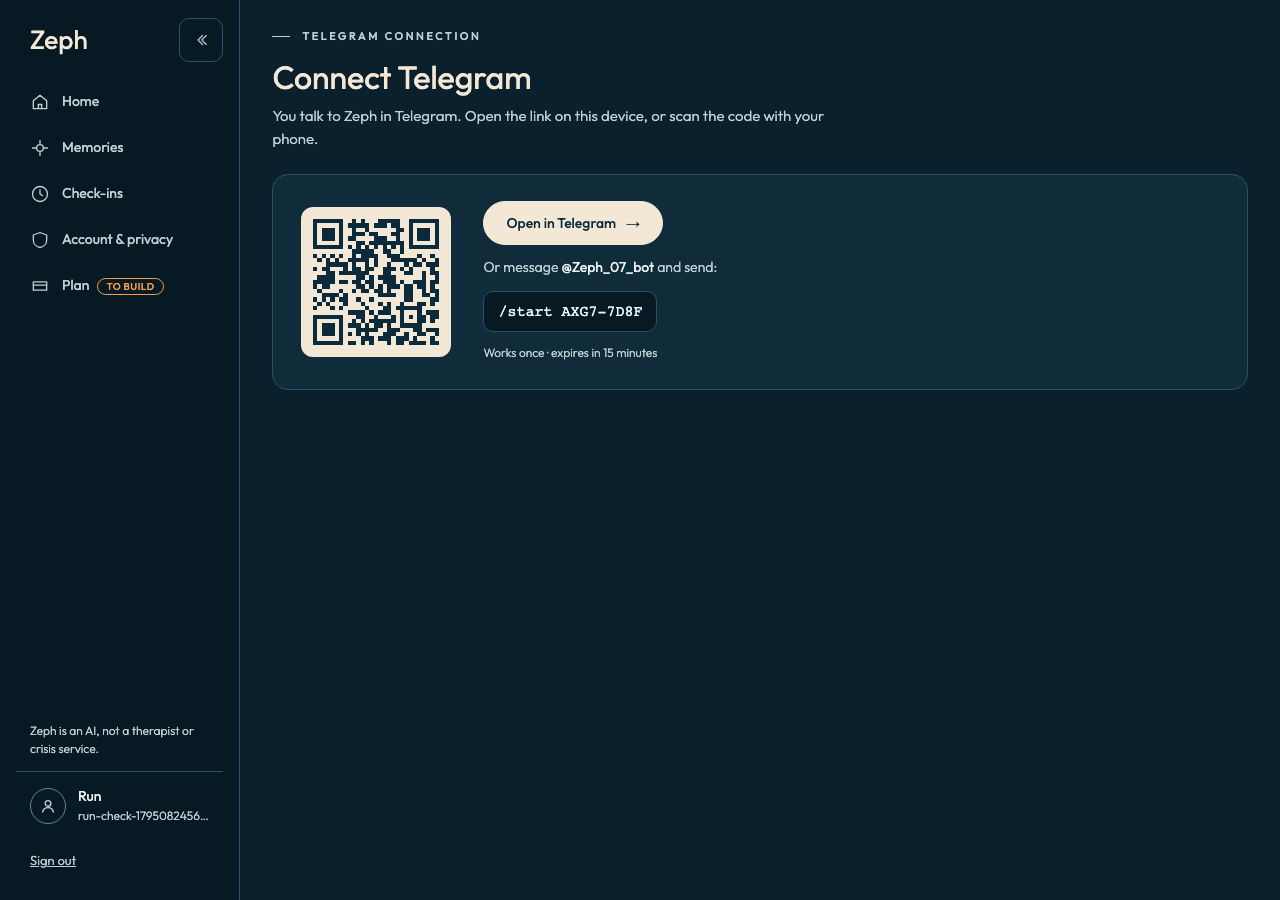 Zeph
Home
Memories
Check-ins
Account & privacy
Plan TO BUILD
Zeph is an AI, not a therapist or
crisis service.
Run
run-check-1795082456...
Sign out
TELEGRAM CONNECTION
Connect Telegram
You talk to Zeph in Telegram. Open the link on this device, or scan the code with your
phone.
Open in Telegram →
Or message @Zeph_07_bot and send:
/start AXG7-7D8F
Works once · expires in 15 minutes